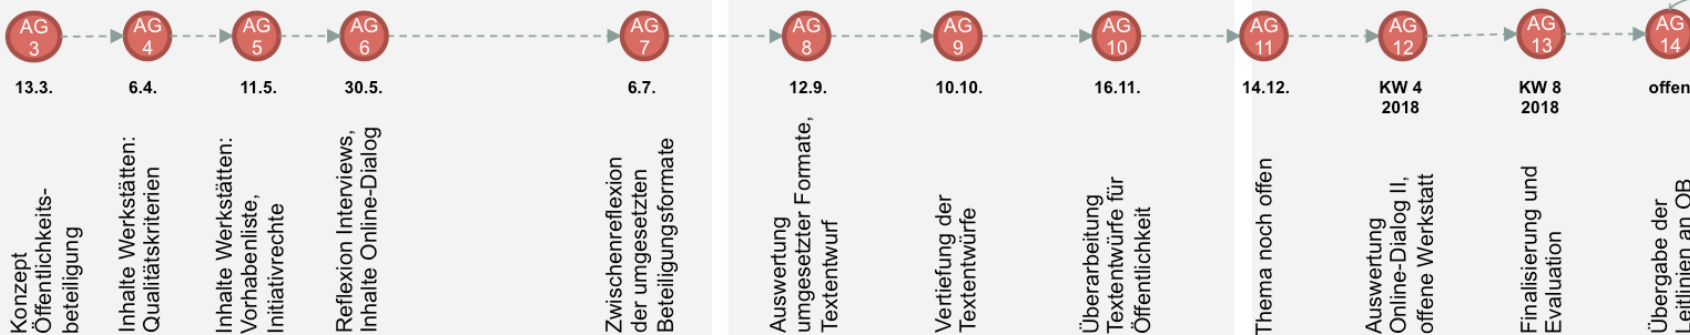 AG
3
AG
4
AG
5
AG
6
AG
7
AG
8
AG
9
AG
10
AG
11
AG
12
AG
13
AG
14
13.3.
6.4.
11.5.
30.5.
6.7.
12.9.
10.10.
16.11.
14.12.
KW 4
2018
KW 8
2018
offen
Konzept
Öffentlichkeits-
beteiligung
Inhalte Werkstätten:
Qualitätskriterien
Inhalte Werkstätten:
Vorhabenliste,
Initiativrechte
Reflexion Interviews,
Inhalte Online-Dialog
Zwischenreflexion
der umgesetzten
Beteiligungsformate
Auswertung
umgesetzter Formate,
Textentwurf
Vertiefung der
Textentwürfe
Überarbeitung
Textentwürfe für
Öffentlichkeit
Thema noch offen
Auswertung
Online-Dialog II,
offene Werkstatt
Finalisierung und
Evaluation
Übergabe der
Leitlinien an OB